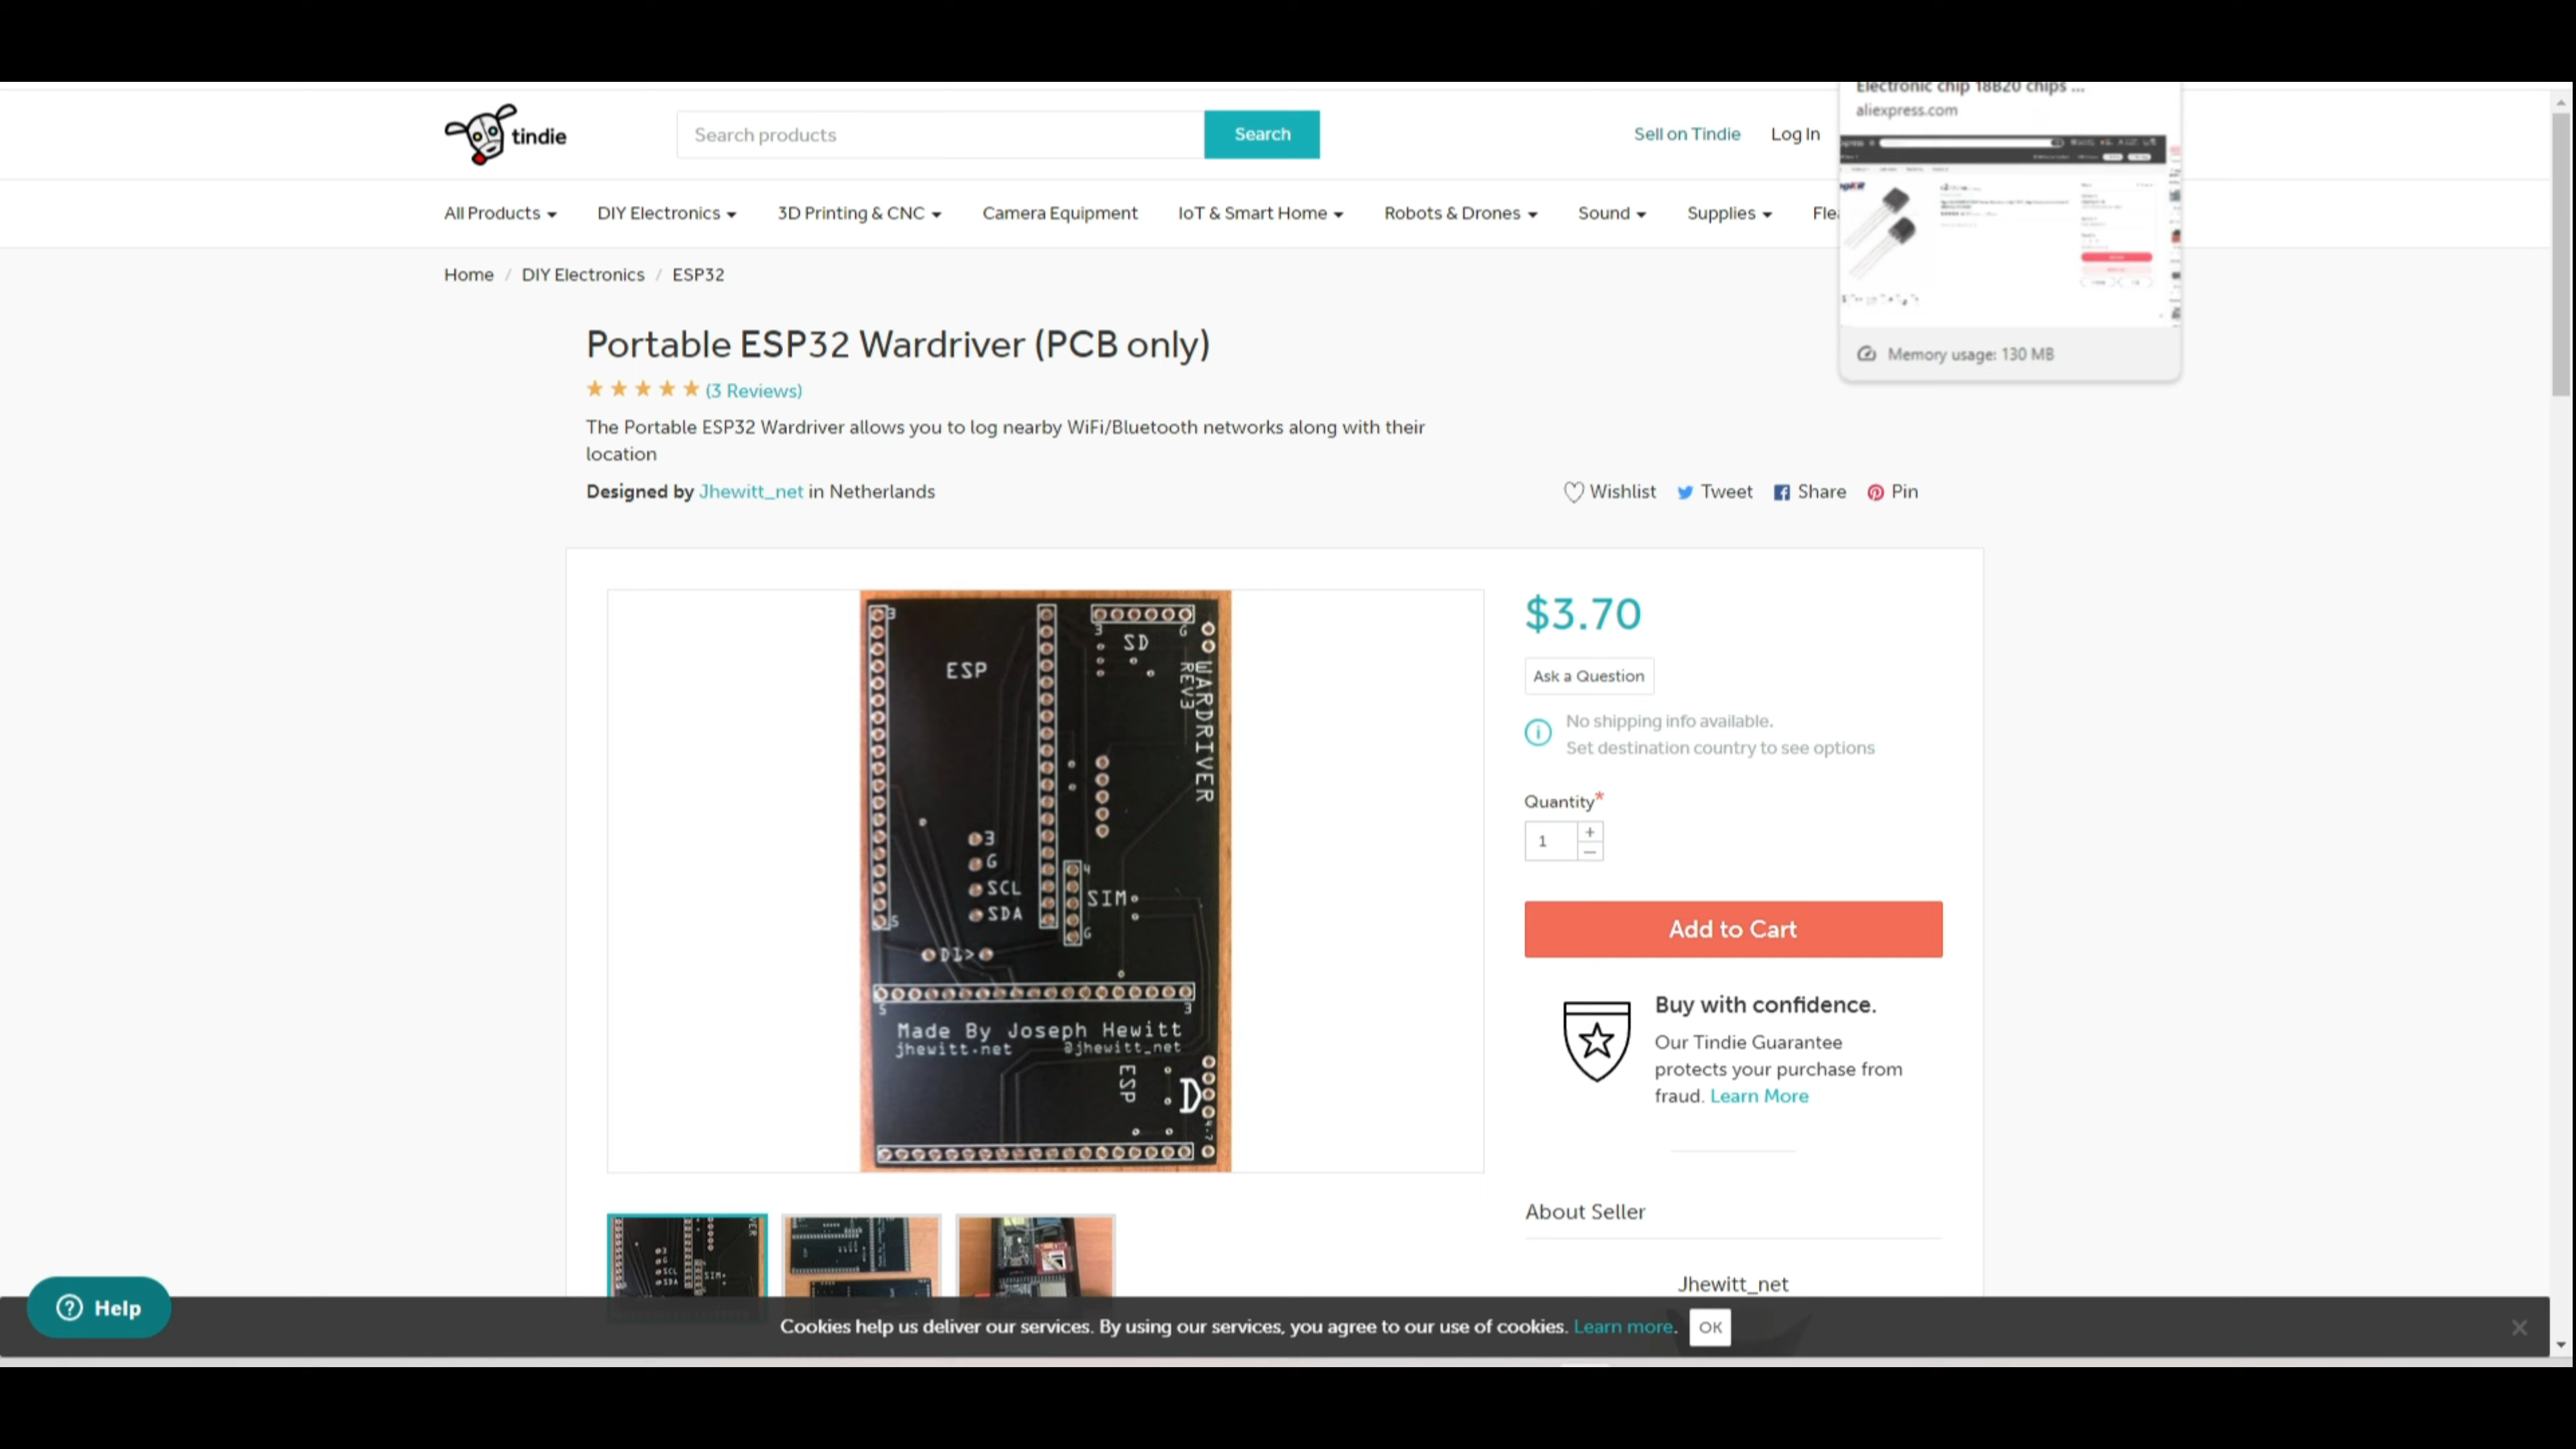 Electronic chip 18B20 chips ...
aliexpress.com
tindie
Search products
Search
Sell on Tindie
Log In
All Products
DIY Electronics
3D Printing & CNC
Camera Equipment
IoT & Smart Home
Robots & Drones
Sound
Supplies
Home / DIY Electronics / ESP32
Memory usage: 130 MB
Portable ESP32 Wardriver (PCB only)
(3 Reviews)
The Portable ESP32 Wardriver allows you to log nearby WiFi/Bluetooth networks along with their
location
Designed by Jhewitt_net in Netherlands
Wishlist
Tweet
Share
Pin
3
ESP
3 G
SD
WARDRIVER
REV3
3
G
SCL
SDA
5
4
SIM
G
D1>
5 3
Made By Joseph Hewitt
jhewitt.net @jhewitt_net
ESP
D
$3.70
Ask a Question
No shipping info available.
Set destination country to see options
Quantity*
1
+
−
Add to Cart
Buy with confidence.
Our Tindie Guarantee
protects your purchase from
fraud. Learn More
About Seller
Jhewitt_net
Help
Cookies help us deliver our services. By using our services, you agree to our use of cookies. Learn more.
OK